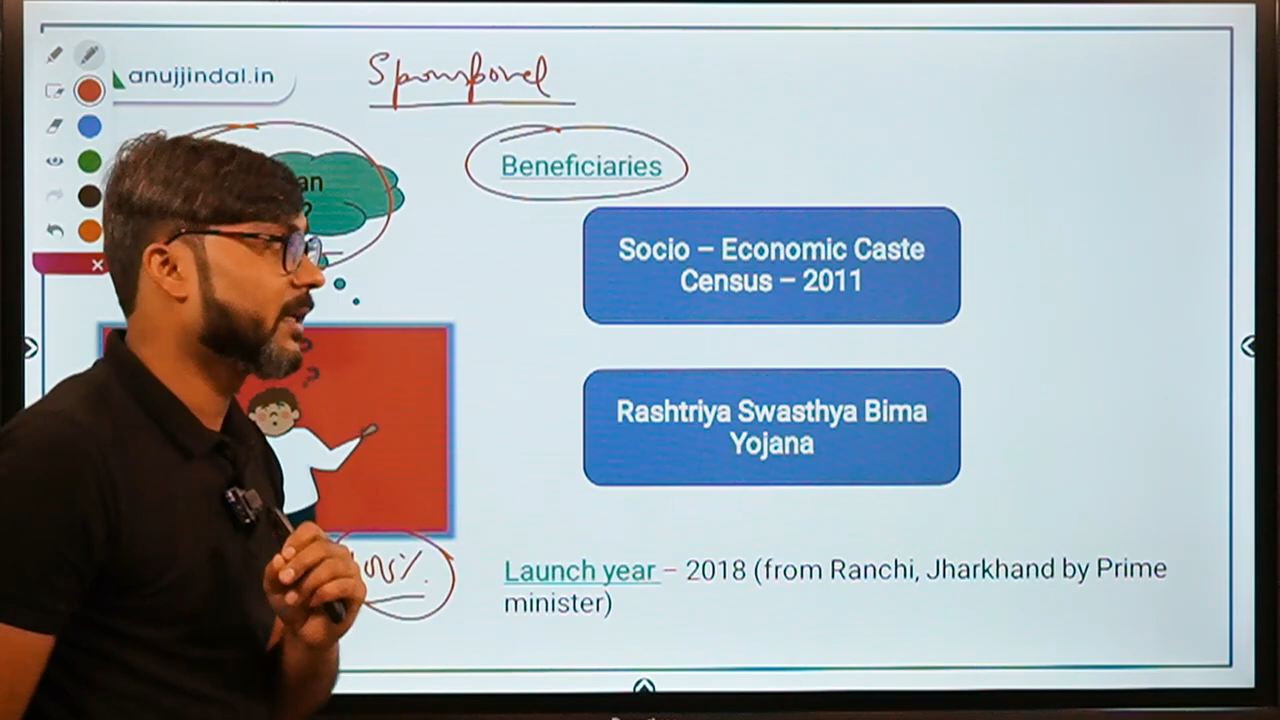 anujjindal.in
an
?
Beneficiaries
Socio – Economic Caste
Census – 2011
Rashtriya Swasthya Bima
Yojana
Launch year – 2018 (from Ranchi, Jharkhand by Prime
minister)